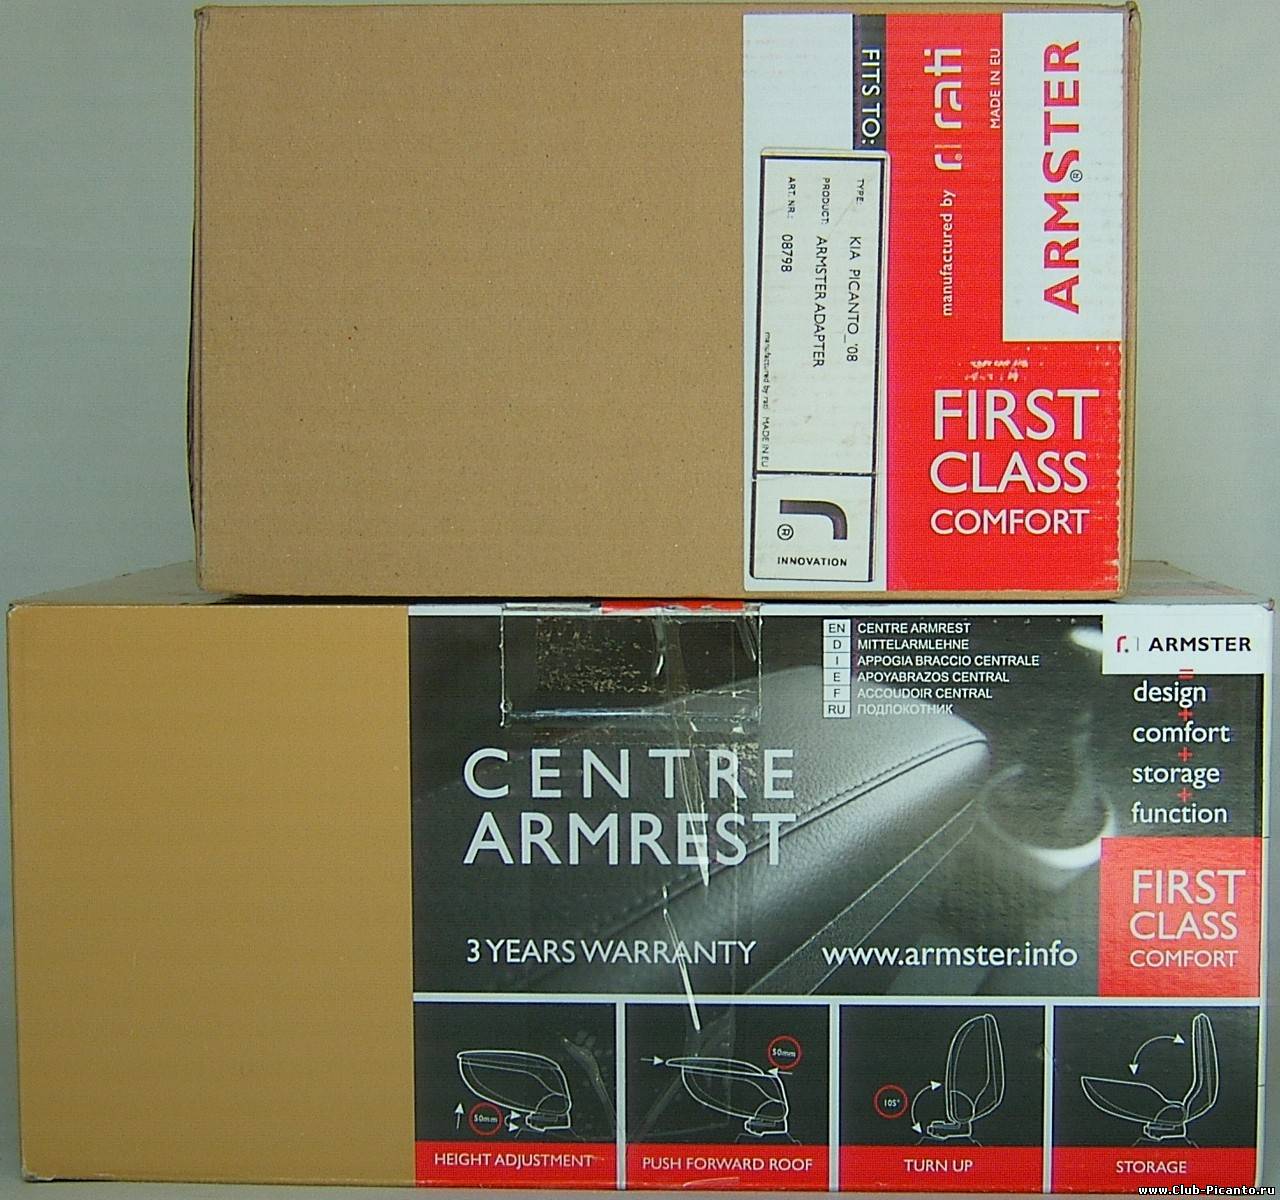 ARMSTER®
MADE IN EU
manufactured by r. rati
FITS TO:
TYPE: KIA PICANTO_'08
PRODUCT: ARMSTER ADAPTER
ART. NR.: 08798
manufactured by rati MADE IN EU
®
INNOVATION
FIRST
CLASS
COMFORT
EN CENTRE ARMREST
D MITTELARMLEHNE
I APPOGIA BRACCIO CENTRALE
E APOYABRAZOS CENTRAL
F ACCOUDOIR CENTRAL
RU ПОДЛОКОТНИК
r. ARMSTER
=
design
+
comfort
+
storage
+
function
CENTRE
ARMREST
3 YEARS WARRANTY
www.armster.info
FIRST
CLASS
COMFORT
50mm
HEIGHT ADJUSTMENT
50mm
PUSH FORWARD ROOF
105°
TURN UP
STORAGE
www.Club-Picanto.ru